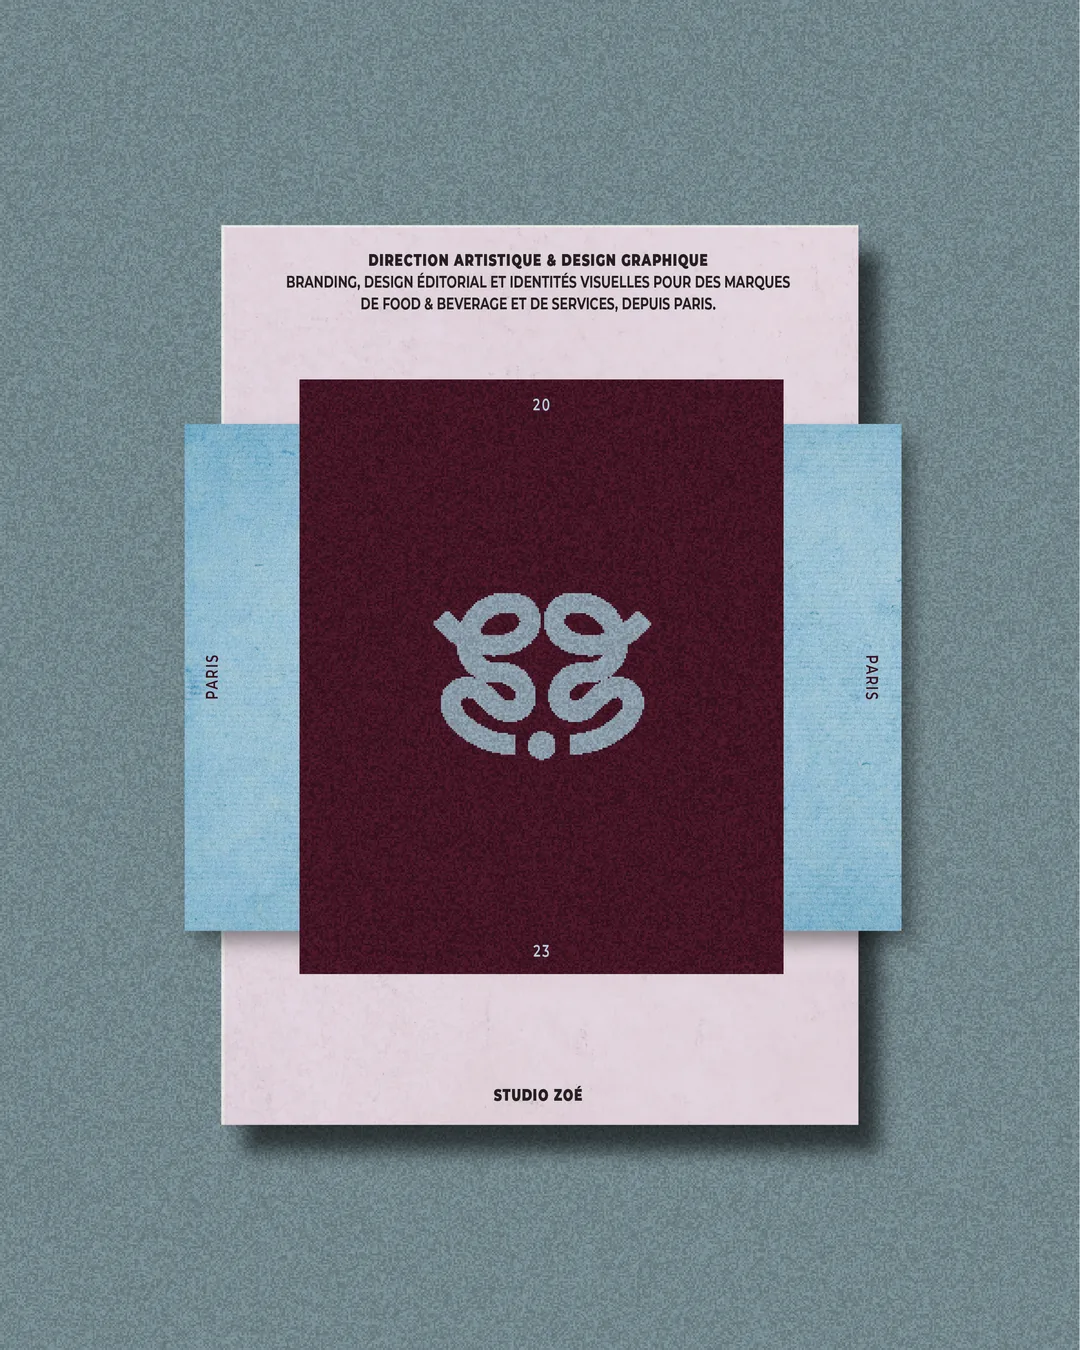 DIRECTION ARTISTIQUE & DESIGN GRAPHIQUE
BRANDING, DESIGN ÉDITORIAL ET IDENTITÉS VISUELLES POUR DES MARQUES
DE FOOD & BEVERAGE ET DE SERVICES, DEPUIS PARIS.
20
PARIS
PARIS
23
STUDIO ZOÉ